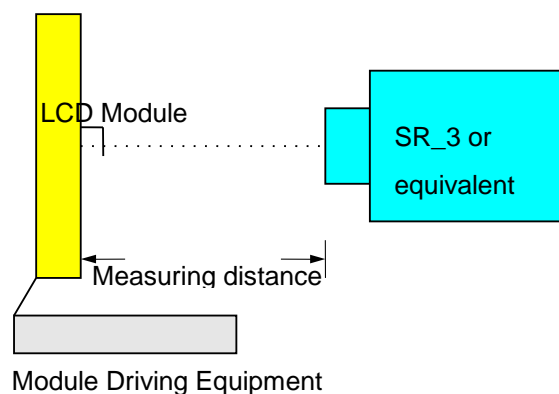 LCD Module
SR_3 or
equivalent
Measuring distance
Module Driving Equipment